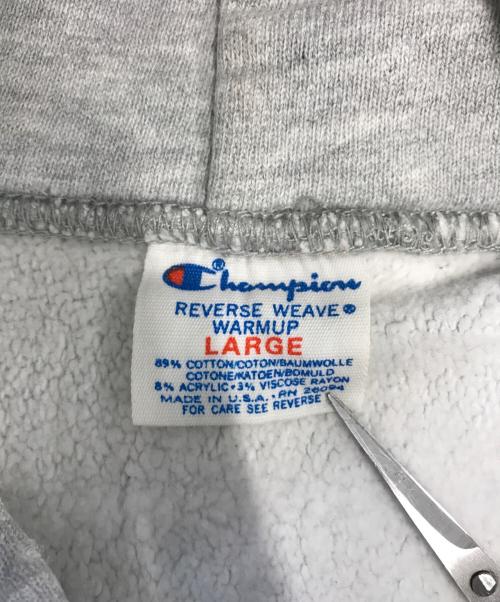 Champion®
REVERSE WEAVE®
WARMUP
LARGE
89% COTTON/COTON/BAUMWOLLE
COTONE/KATOEN/BOMULD
8% ACRYLIC•3% VISCOSE RAYON
MADE IN U.S.A.•RN 26094
FOR CARE SEE REVERSE